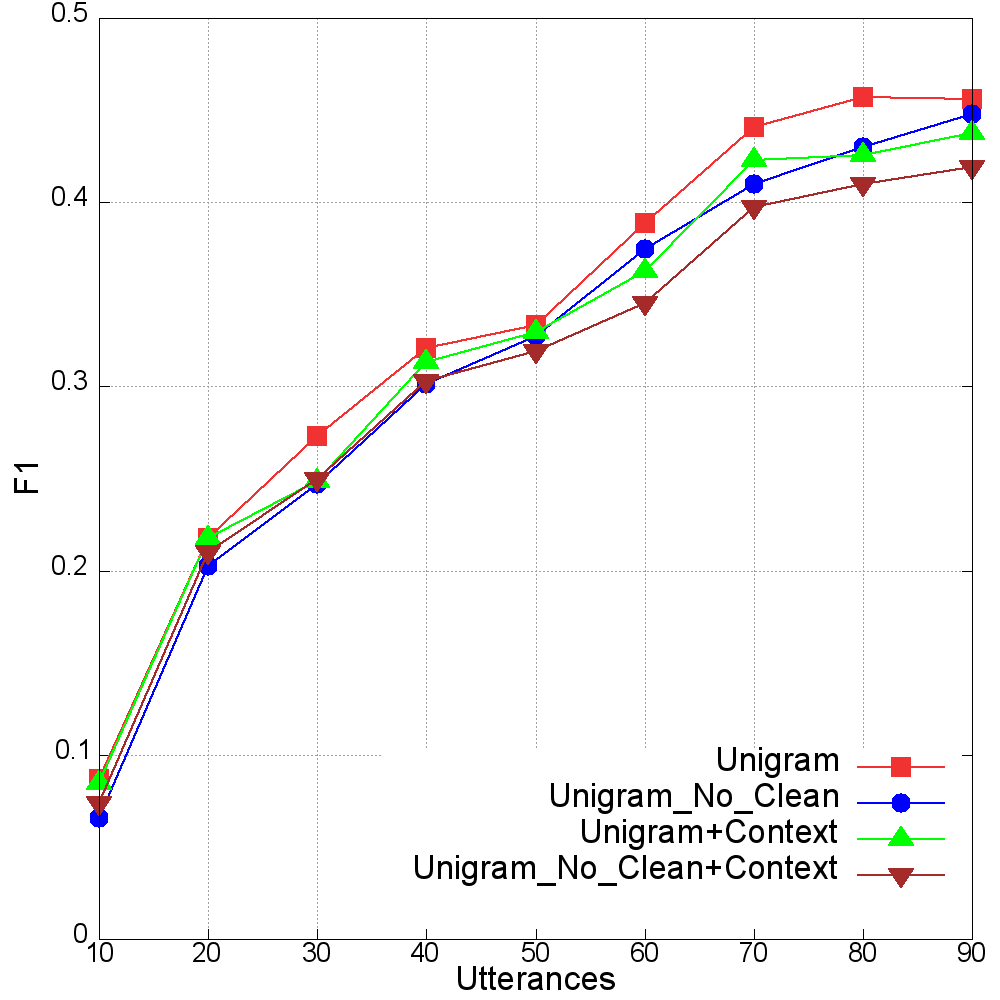 0.5
0.4
0.3
0.2
0.1
0
F1
Unigram
Unigram_No_Clean
Unigram+Context
Unigram_No_Clean+Context
10 20 30 40 50 60 70 80 90
Utterances